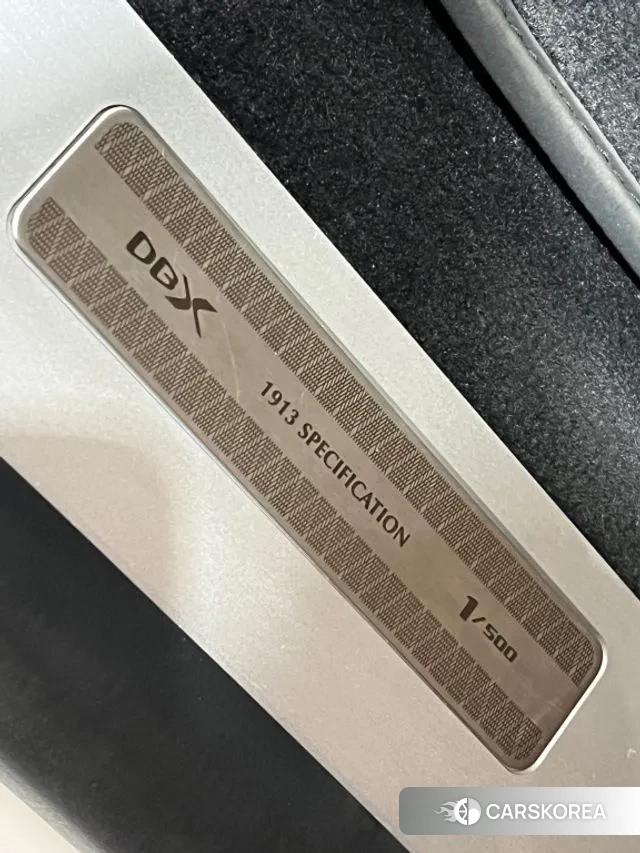 DBX
1913 SPECIFICATION
1/500
CARSKOREA